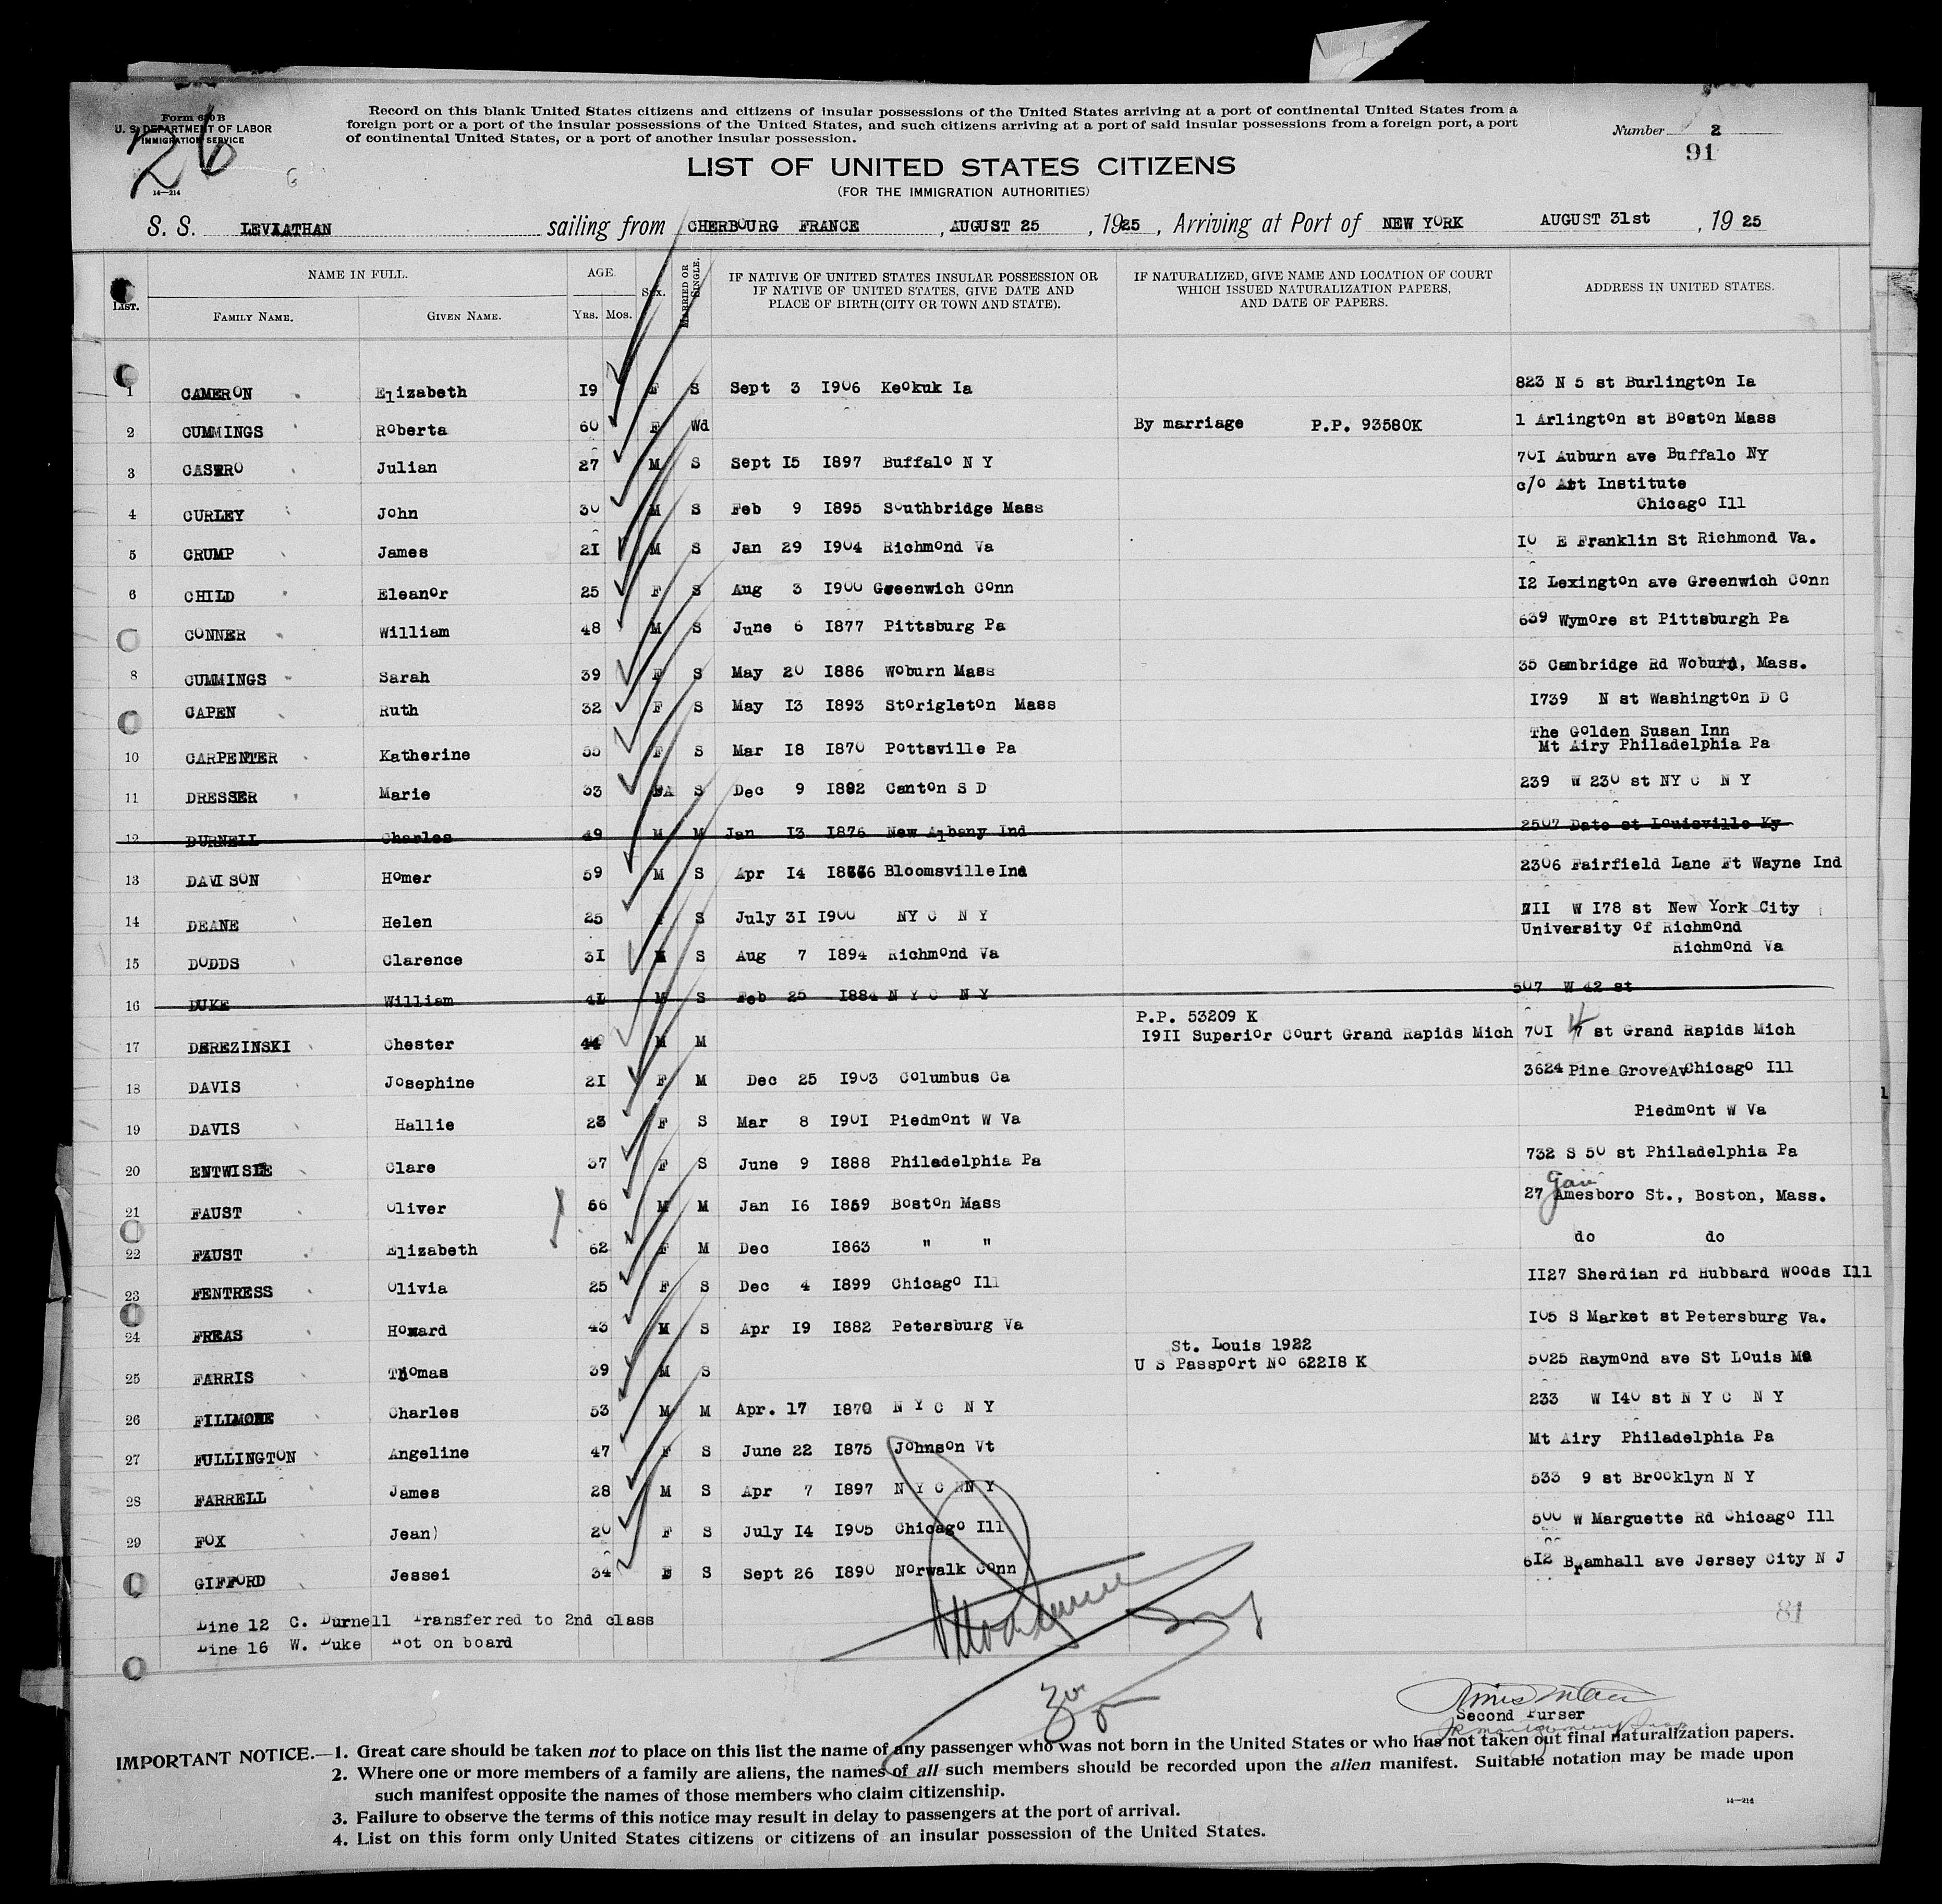 Form 630 B
U. S. DEPARTMENT OF LABOR
IMMIGRATION SERVICE
26
14—214
Record on this blank United States citizens and citizens of insular possessions of the United States arriving at a port of continental United States from a
foreign port or a port of the insular possessions of the United States, and such citizens arriving at a port of said insular possessions from a foreign port, a port
of continental United States, or a port of another insular possession.
Number 2
91
LIST OF UNITED STATES CITIZENS
(FOR THE IMMIGRATION AUTHORITIES)
S. S. LEVIATHAN sailing from CHERBOURG FRANCE, AUGUST 25, 1925, Arriving at Port of NEW YORK AUGUST 31st, 1925
LIST. NAME IN FULL. FAMILY NAME. GIVEN NAME. AGE. Yrs. Mos. Sex. MARRIED OR SINGLE. IF NATIVE OF UNITED STATES INSULAR POSSESSION OR IF NATIVE OF UNITED STATES, GIVE DATE AND PLACE OF BIRTH (CITY OR TOWN AND STATE). IF NATURALIZED, GIVE NAME AND LOCATION OF COURT WHICH ISSUED NATURALIZATION PAPERS, AND DATE OF PAPERS. ADDRESS IN UNITED STATES.
1 CAMERON Elizabeth 19 F S Sept 3 1906 Keokuk Ia 823 N 5 st Burlington Ia
2 CUMMINGS Roberta 60 F Wd By marriage P.P. 93580K 1 Arlington st Boston Mass
3 CASTRO Julian 27 M S Sept 15 1897 Buffalo N Y 701 Auburn ave Buffalo NY
4 CURLEY John 30 M S Feb 9 1895 Southbridge Mass c/o Art Institute
Chicago Ill
5 CRUMP James 21 M S Jan 29 1904 Richmond Va 10 E Franklin St Richmond Va.
6 CHILD Eleanor 25 F S Aug 3 1900 Greenwich Conn 12 Lexington ave Greenwich Conn
CONNER William 48 M S June 6 1877 Pittsburg Pa 639 Wymore st Pittsburgh Pa
8 CUMMINGS Sarah 39 F S May 20 1886 Woburn Mass 35 Cambridge Rd Woburn, Mass.
CAPEN Ruth 32 F S May 13 1893 Storigleton Mass 1739 N st Washington D C
10 CARPENTER Katherine 55 F S Mar 18 1870 Pottsville Pa The Golden Susan Inn
Mt Airy Philadelphia Pa
11 DRESSER Marie 33 S Dec 9 1892 Canton S D 239 W 230 st NY C N Y
12 DURNELL Charles 49 M M Jan 13 1876 New Albany Ind 2507 Date st Louisville Ky
13 DAVISON Homer 59 M S Apr 14 1866 Bloomsville Ind 2306 Fairfield Lane Ft Wayne Ind
14 DEANE Helen 25 F S July 31 1900 NY C N Y W 178 st New York City
15 DODDS Clarence 31 M S Aug 7 1894 Richmond Va University of Richmond
Richmond Va
16 DUKE William 41 M S Feb 25 1884 N Y C N Y 507 W 42 st
17 DEREZINSKI Chester 44 M M P.P. 53209 K
1911 Superior Court Grand Rapids Mich 701 4 st Grand Rapids Mich
18 DAVIS Josephine 21 F M Dec 25 1903 Columbus Ca 3624 Pine Grove Av Chicago Ill
19 DAVIS Hallie 23 F S Mar 8 1901 Piedmont W Va Piedmont W Va
20 ENTWISLE Clare 37 F S June 9 1888 Philadelphia Pa 732 S 50 st Philadelphia Pa
21 FAUST Oliver 56 M M Jan 16 1869 Boston Mass 27 Gainesboro St., Boston, Mass.
22 FAUST Elizabeth 62 F M Dec 1863 " " do do
23 FENTRESS Olivia 25 F S Dec 4 1899 Chicago Ill 1127 Sherdian rd Hubbard Woods Ill
24 FREAS Howard 43 M S Apr 19 1882 Petersburg Va 105 S Market st Petersburg Va.
25 FARRIS Thomas 39 M S St. Louis 1922
U S Passport No 62218 K 5025 Raymond ave St Louis Mo
26 FILLMORE Charles 53 M M Apr. 17 1872 N Y C N Y 233 W 140 st N Y C N Y
27 FULLINGTON Angeline 47 F S June 22 1875 Johnson Vt Mt Airy Philadelphia Pa
28 FARRELL James 28 M S Apr 7 1897 N Y C N Y 533 9 st Brooklyn N Y
29 FOX Jean) 20 F S July 14 1905 Chicago Ill 500 W Marguette Rd Chicago Ill
GIFFORD Jessei 34 F S Sept 26 1890 Norwalk Conn 612 Bramhall ave Jersey City N J
Line 12 C. Durnell Transferred to 2nd class
Line 16 W. Duke Not on board
81
Second Purser
IMPORTANT NOTICE.—1. Great care should be taken not to place on this list the name of any passenger who was not born in the United States or who has not taken out final naturalization papers.
2. Where one or more members of a family are aliens, the names of all such members should be recorded upon the alien manifest. Suitable notation may be made upon
such manifest opposite the names of those members who claim citizenship.
3. Failure to observe the terms of this notice may result in delay to passengers at the port of arrival.
4. List on this form only United States citizens or citizens of an insular possession of the United States.
14—214